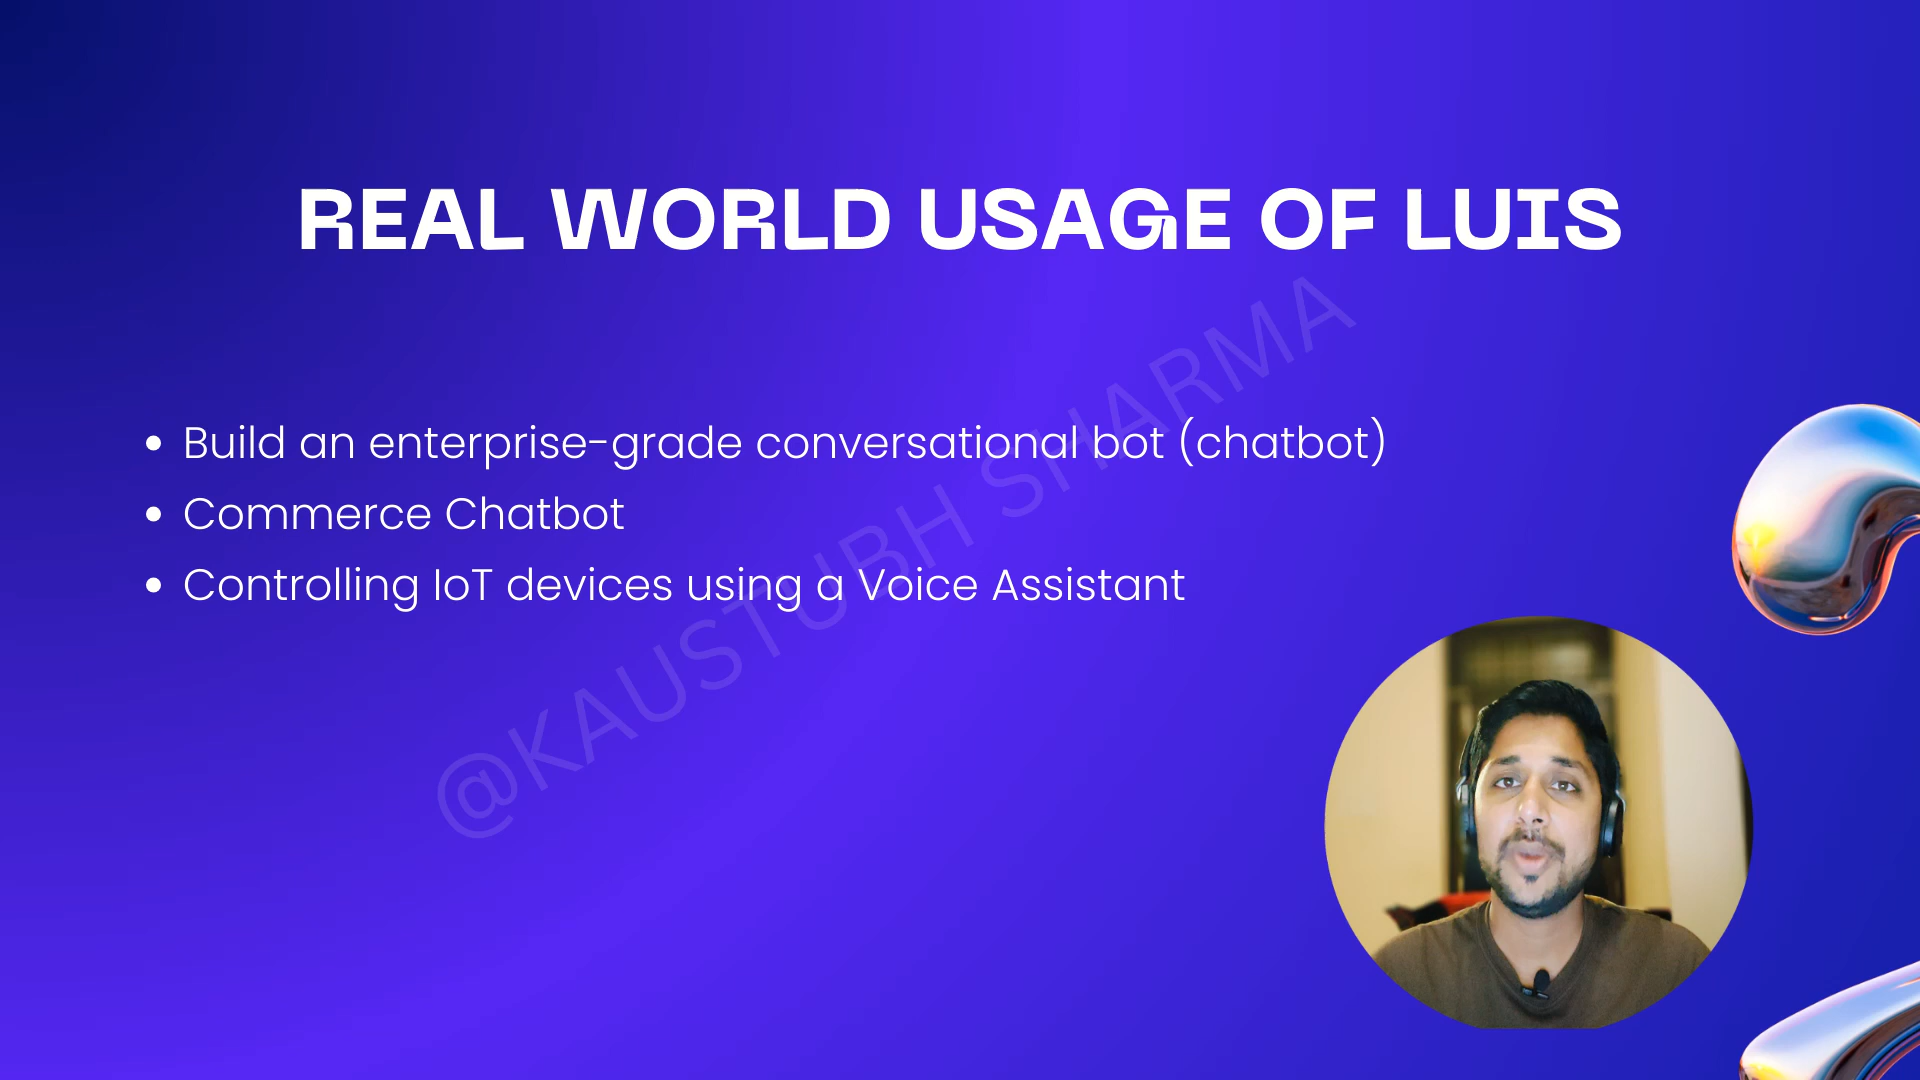 REAL WORLD USAGE OF LUIS
• Build an enterprise-grade conversational bot (chatbot)
• Commerce Chatbot
• Controlling IoT devices using a Voice Assistant
@KAUSTUBH SHARMA